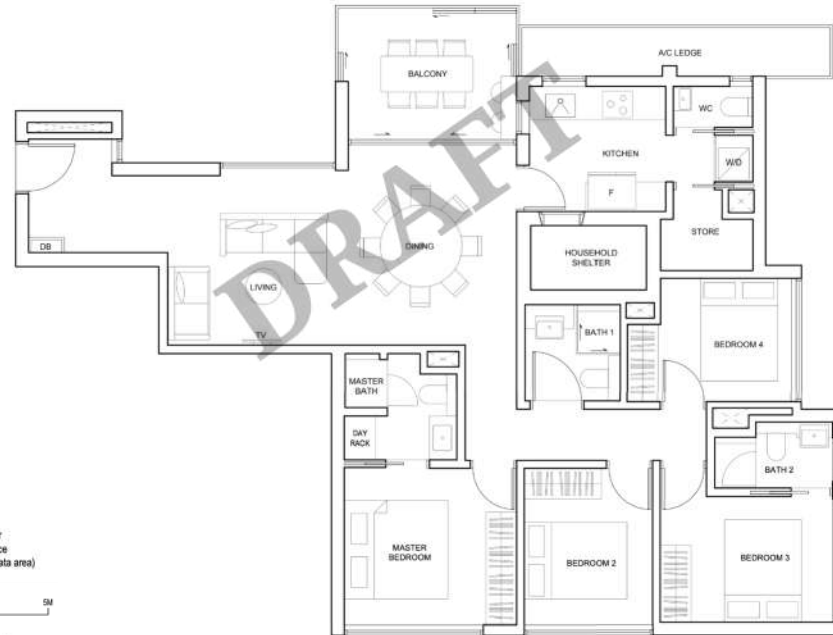 A/C LEDGE
BALCONY
WC
KITCHEN
W/D
F
STORE
DB
DINING
HOUSEHOLD
SHELTER
LIVING
TV
BATH 1
BEDROOM 4
MASTER
BATH
DAY
RACK
BATH 2
MASTER
BEDROOM
BEDROOM 2
BEDROOM 3
ata area)
5M
DRAFT